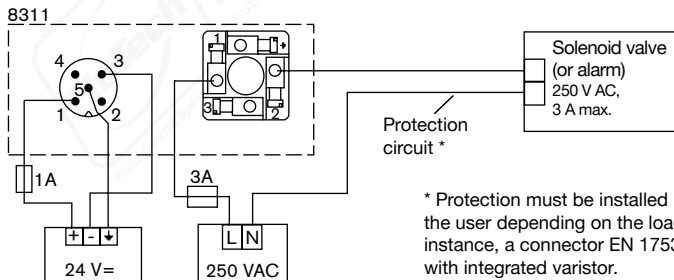 8311
4
3
5
1
2
1
3
2
Solenoid valve
(or alarm)
250 V AC,
3 A max.
Protection
circuit *
1A
3A
+ -
L N
24 V=
250 VAC
* Protection must be installed
the user depending on the loa
instance, a connector EN 1753
with integrated varistor.